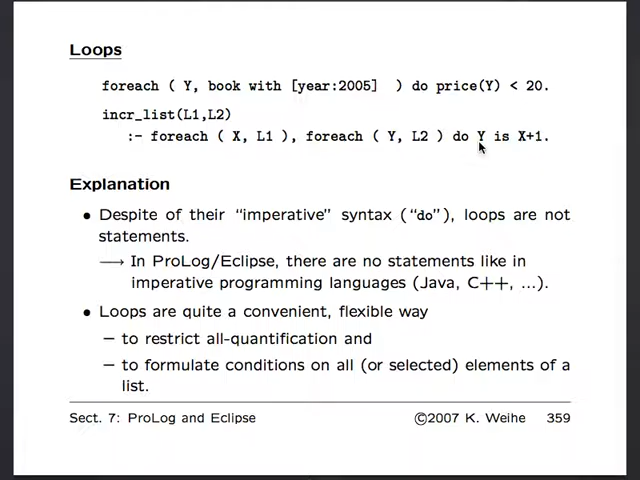 Loops
foreach ( Y, book with [year:2005] ) do price(Y) < 20.
incr_list(L1,L2)
:- foreach ( X, L1 ), foreach ( Y, L2 ) do Y is X+1.
Explanation
• Despite of their “imperative” syntax (“do”), loops are not
statements.
⟶ In ProLog/Eclipse, there are no statements like in
imperative programming languages (Java, C++, ...).
• Loops are quite a convenient, flexible way
– to restrict all-quantification and
– to formulate conditions on all (or selected) elements of a
list.
Sect. 7: ProLog and Eclipse ©2007 K. Weihe 359